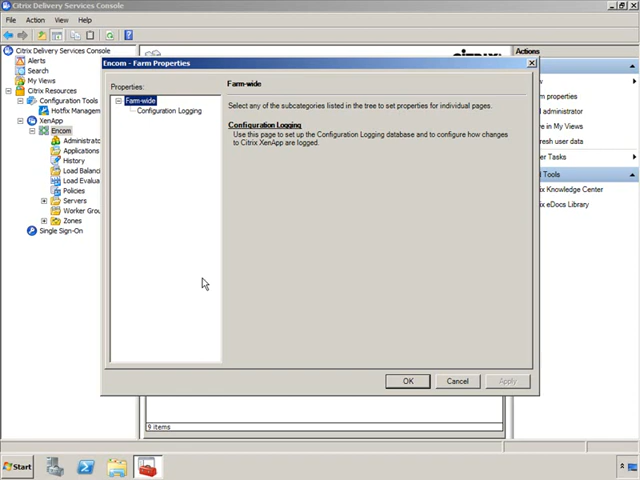 Citrix Delivery Services Console
File Action View Help
Citrix Delivery Services Console
Alerts
Search
My Views
Citrix Resources
Configuration Tools
Hotfix Managem
XenApp
Encom
Administrato
Applications
History
Load Balanci
Load Evalua
Policies
Servers
Worker Grou
Zones
Single Sign-On
Encom - Farm Properties
Properties:
Farm-wide
Configuration Logging
Farm-wide
Select any of the subcategories listed in the tree to set properties for individual pages.
Configuration Logging
Use this page to set up the Configuration Logging database and to configure how changes
to Citrix XenApp are logged.
OK Cancel Apply
9 items
Actions
m properties
d administrator
ver in My Views
resh user data
er Tasks
d Tools
rix Knowledge Center
rix eDocs Library
Start